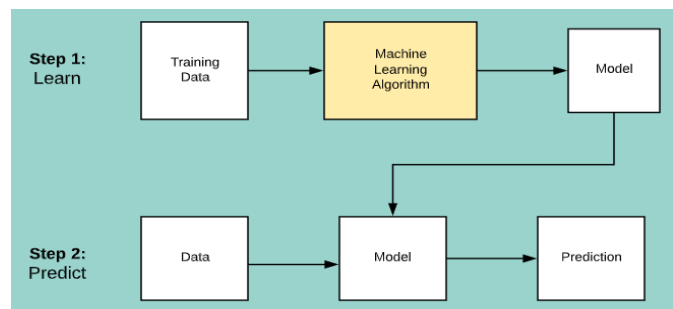 Step 1:
Learn
Training
Data
Machine
Learning
Algorithm
Model
Step 2:
Predict
Data
Model
Prediction